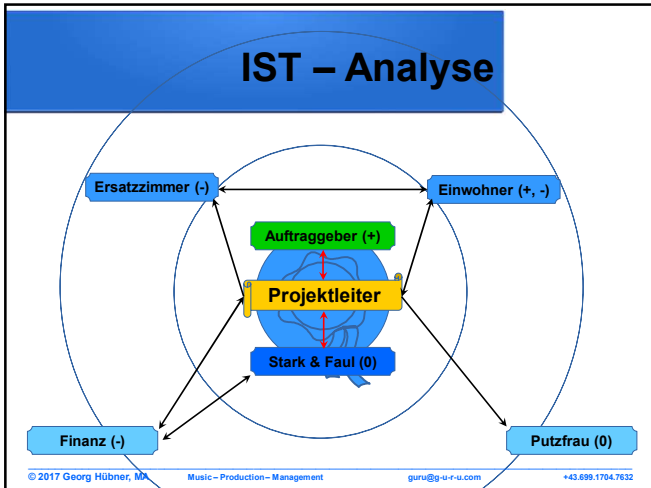 IST – Analyse
Ersatzzimmer (-)
Einwohner (+, -)
Auftraggeber (+)
Projektleiter
Stark & Faul (0)
Finanz (-)
Putzfrau (0)
© 2017 Georg Hübner, MA Music – Production – Management guru@g-u-r-u.com +43.699.1704.7632